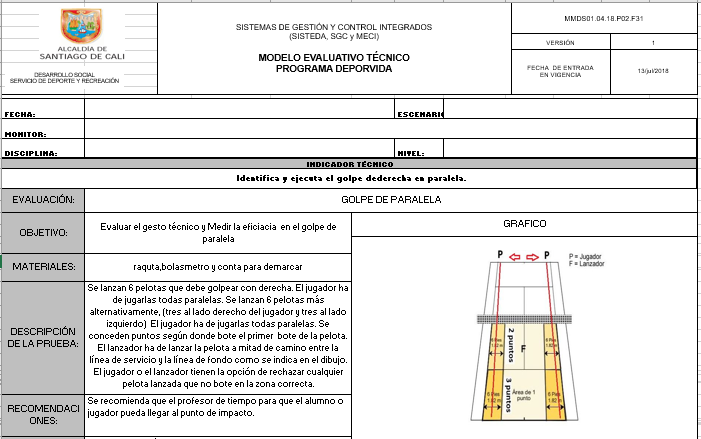 ALCALDÍA DE
SANTIAGO DE CALI
DESARROLLO SOCIAL
SERVICIO DE DEPORTE Y RECREACIÓN
SISTEMAS DE GESTIÓN Y CONTROL INTEGRADOS
(SISTEDA, SGC y MECI)
MODELO EVALUATIVO TÉCNICO
PROGRAMA DEPORVIDA
MMDS01.04.18.P02.F31
VERSIÓN
1
FECHA DE ENTRADA
EN VIGENCIA
13/jul/2018
FECHA:
ESCENARIO
MONITOR:
DISCIPLINA:
NIVEL:
INDICADOR TÉCNICO
Identifica y ejecuta el golpe dederecha en paralela.
EVALUACIÓN:
GOLPE DE PARALELA
OBJETIVO:
Evaluar el gesto técnico y Medir la eficiacia en el golpe de
paralela
GRAFICO
MATERIALES:
raquta,bolasmetro y conta para demarcar
DESCRIPCIÓN
DE LA PRUEBA:
Se lanzan 6 pelotas que debe golpear con derecha. El jugador ha
de jugarlas todas paralelas. Se lanzan 6 pelotas más
alternativamente, (tres al lado derecho del jugador y tres al lado
izquierdo) El jugador ha de jugarlas todas paralelas. Se
conceden puntos según donde bote el primer bote de la pelota.
El lanzador ha de lanzar la pelota a mitad de camino entre la
línea de servicio y la línea de fondo como se indica en el dibujo.
El jugador o el lanzador tienen la opción de rechazar cualquier
pelota lanzada que no bote en la zona correcta.
RECOMENDACI
ONES:
Se recomienda que el profesor de tiempo para que el alumno o
jugador pueda llegar al punto de impacto.
P
P
P = Jugador
F = Lanzador
2 puntos
F
6 Pies
1.82 m
6 Pies
1.82 m
3 puntos
Área de 1
punto
6 Pies
1.82 m
6 Pies
1.82 m